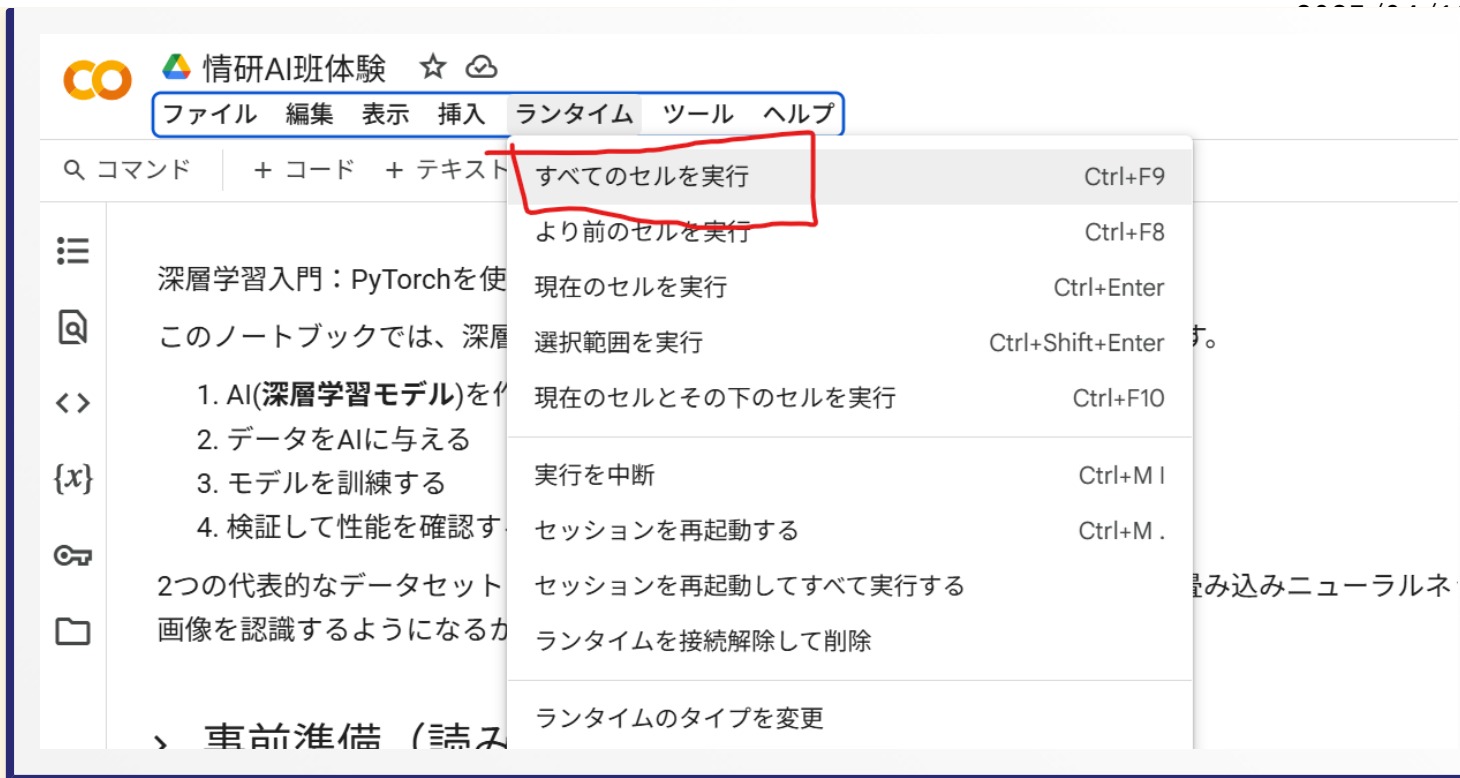 情研AI班体験
ファイル 編集 表示 挿入 ランタイム ツール ヘルプ
コマンド + コード + テキスト
すべてのセルを実行 Ctrl+F9
より前のセルを実行 Ctrl+F8
現在のセルを実行 Ctrl+Enter
選択範囲を実行 Ctrl+Shift+Enter
現在のセルとその下のセルを実行 Ctrl+F10
実行を中断 Ctrl+M I
セッションを再起動する Ctrl+M .
セッションを再起動してすべて実行する
ランタイムを接続解除して削除
ランタイムのタイプを変更
深層学習入門：PyTorchを使
このノートブックでは、深層 す。
1. AI(深層学習モデル)を作
2. データをAIに与える
3. モデルを訓練する
4. 検証して性能を確認す
2つの代表的なデータセット 畳み込みニューラルネ
画像を認識するようになるか
事前準備（読み